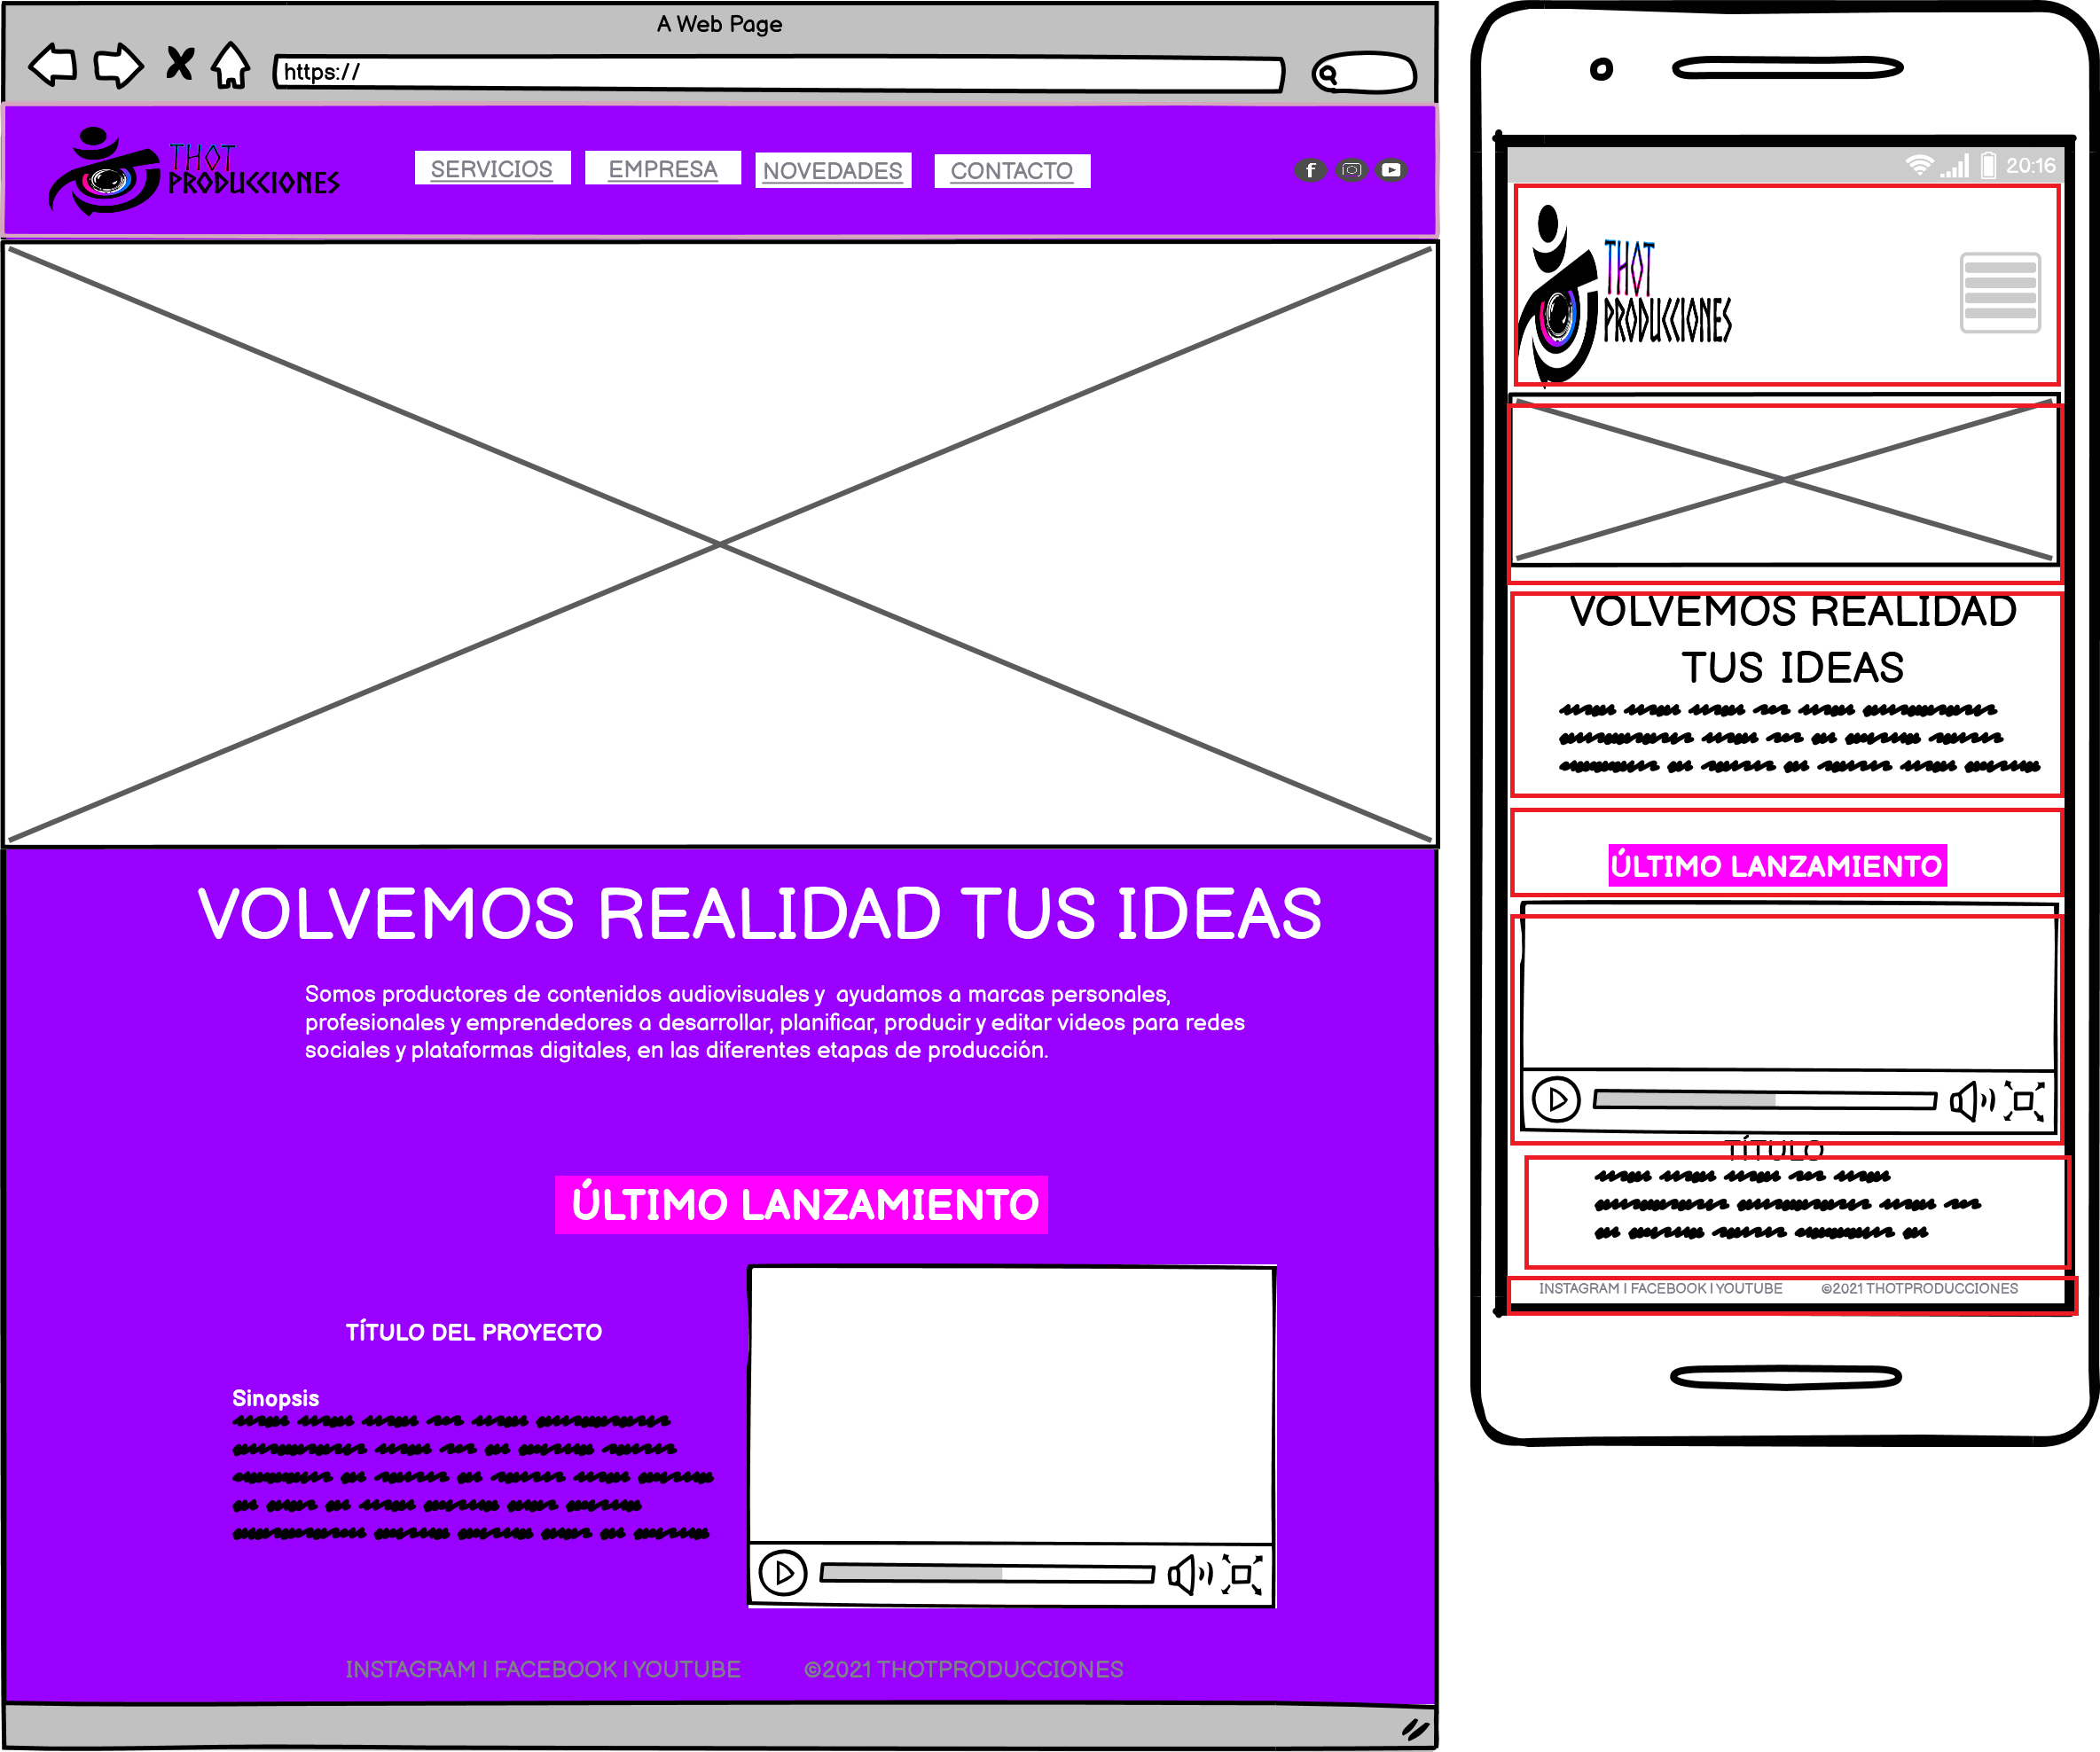 A Web Page
https://
THOT
PRODUCCIONES
SERVICIOS
EMPRESA
NOVEDADES
CONTACTO
VOLVEMOS REALIDAD TUS IDEAS
Somos productores de contenidos audiovisuales y ayudamos a marcas personales,
profesionales y emprendedores a desarrollar, planificar, producir y editar videos para redes
sociales y plataformas digitales, en las diferentes etapas de producción.
ÚLTIMO LANZAMIENTO
TÍTULO DEL PROYECTO
Sinopsis
INSTAGRAM | FACEBOOK | YOUTUBE
©2021 THOTPRODUCCIONES
20:16
THOT
PRODUCCIONES
VOLVEMOS REALIDAD
TUS IDEAS
ÚLTIMO LANZAMIENTO
TÍTULO
INSTAGRAM | FACEBOOK | YOUTUBE
©2021 THOTPRODUCCIONES